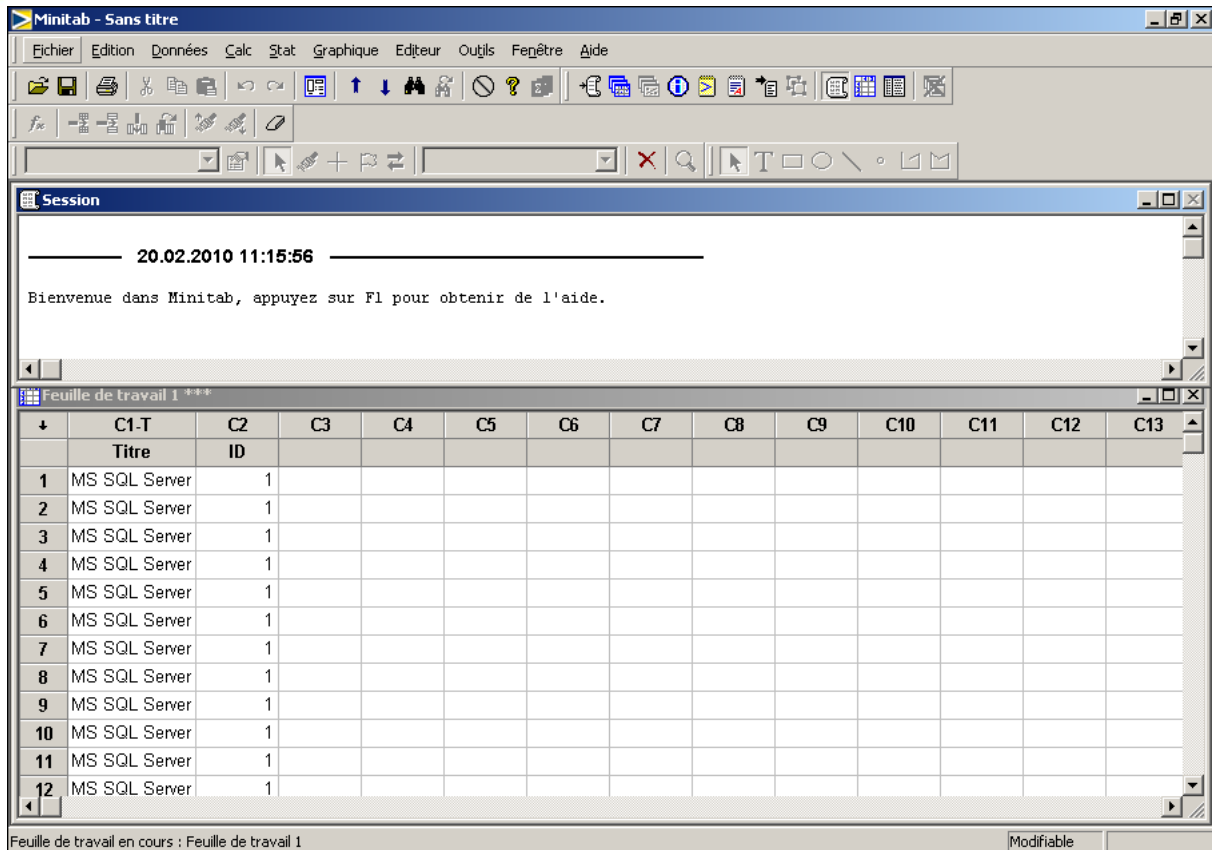 Minitab - Sans titre
Fichier Edition Données Calc Stat Graphique Editeur Outils Fenêtre Aide
Session
20.02.2010 11:15:56
Bienvenue dans Minitab, appuyez sur F1 pour obtenir de l'aide.
Feuille de travail 1 ***
C1-T C2 C3 C4 C5 C6 C7 C8 C9 C10 C11 C12 C13
Titre ID
1 MS SQL Server 1
2 MS SQL Server 1
3 MS SQL Server 1
4 MS SQL Server 1
5 MS SQL Server 1
6 MS SQL Server 1
7 MS SQL Server 1
8 MS SQL Server 1
9 MS SQL Server 1
10 MS SQL Server 1
11 MS SQL Server 1
12 MS SQL Server 1
Feuille de travail en cours : Feuille de travail 1 Modifiable